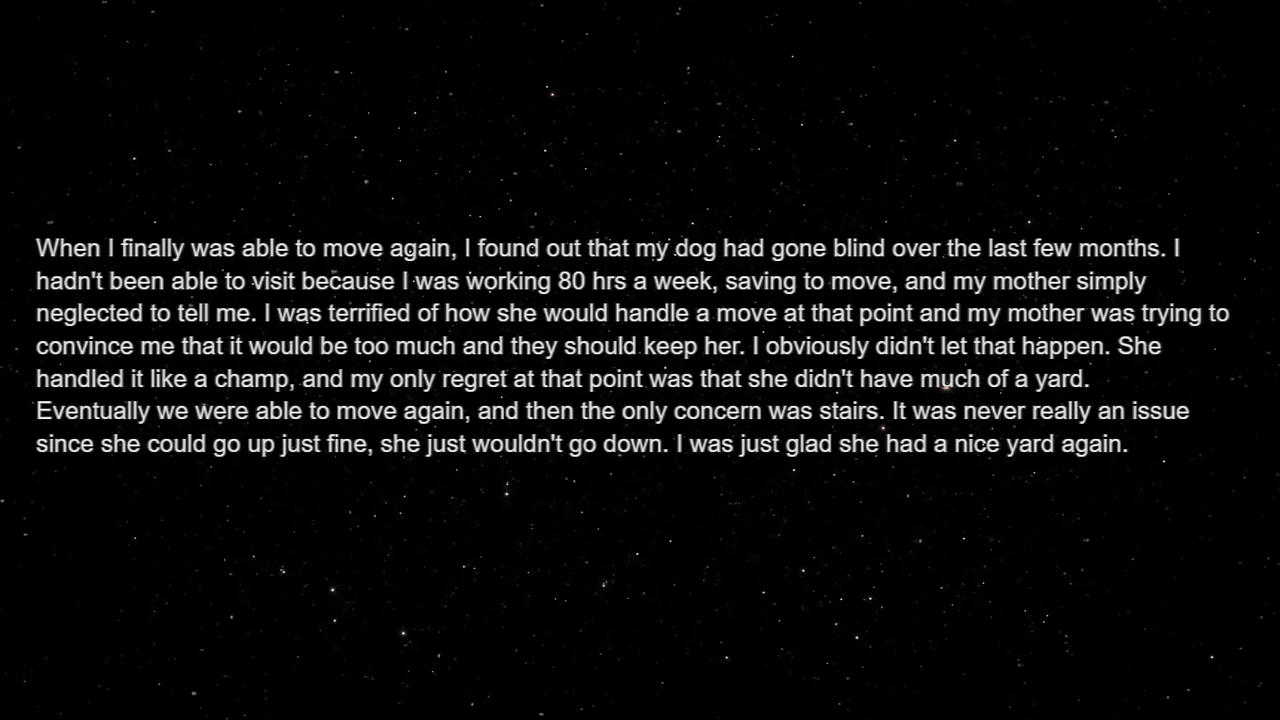 When I finally was able to move again, I found out that my dog had gone blind over the last few months. I
hadn't been able to visit because I was working 80 hrs a week, saving to move, and my mother simply
neglected to tell me. I was terrified of how she would handle a move at that point and my mother was trying to
convince me that it would be too much and they should keep her. I obviously didn't let that happen. She
handled it like a champ, and my only regret at that point was that she didn't have much of a yard.
Eventually we were able to move again, and then the only concern was stairs. It was never really an issue
since she could go up just fine, she just wouldn't go down. I was just glad she had a nice yard again.